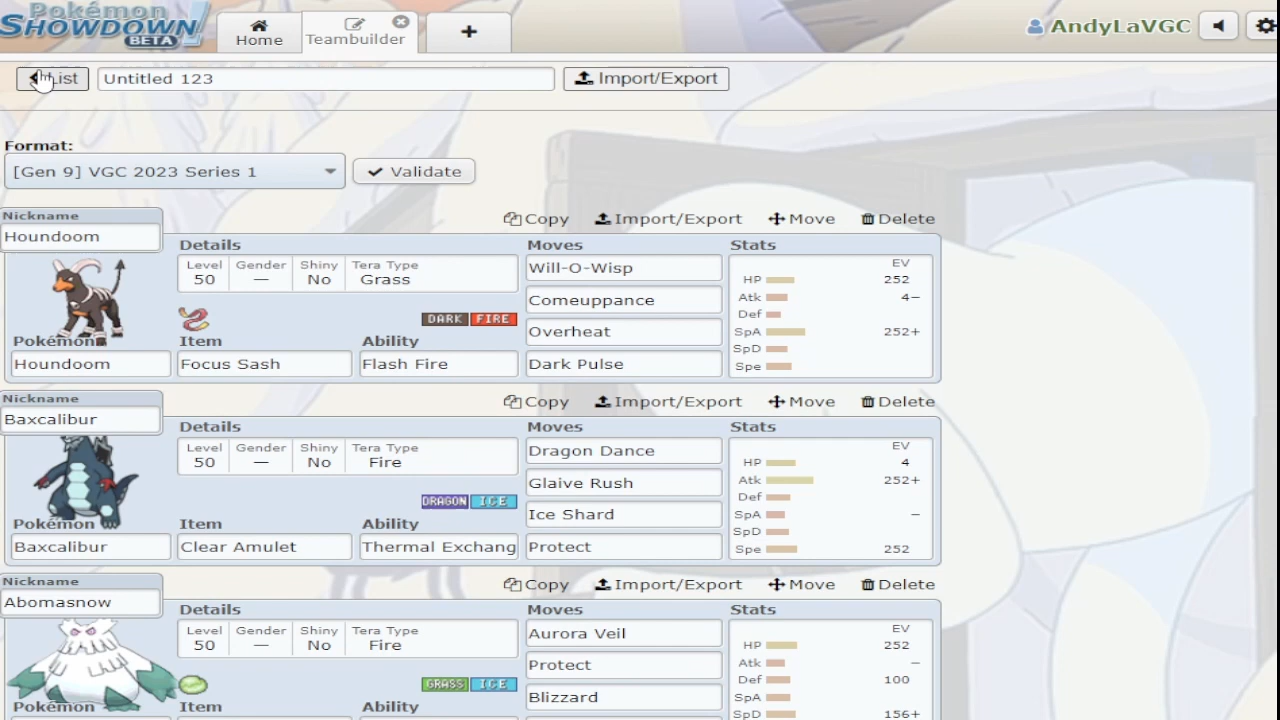 Pokémon
SHOWDOWN!
BETA
Home
Teambuilder
+
AndyLaVGC
List
Untitled 123
Import/Export
Format:
[Gen 9] VGC 2023 Series 1
Validate
Copy Import/Export Move Delete
Nickname
Houndoom
Details
Level Gender Shiny Tera Type
50 — No Grass
DARK FIRE
Pokémon Item Ability
Houndoom Focus Sash Flash Fire
Moves
Will-O-Wisp
Comeuppance
Overheat
Dark Pulse
Stats
EV
HP 252
Atk 4−
Def
SpA 252+
SpD
Spe
Copy Import/Export Move Delete
Nickname
Baxcalibur
Details
Level Gender Shiny Tera Type
50 — No Fire
DRAGON ICE
Pokémon Item Ability
Baxcalibur Clear Amulet Thermal Exchang
Moves
Dragon Dance
Glaive Rush
Ice Shard
Protect
Stats
EV
HP 4
Atk 252+
Def
SpA −
SpD
Spe 252
Copy Import/Export Move Delete
Nickname
Abomasnow
Details
Level Gender Shiny Tera Type
50 — No Fire
GRASS ICE
Pokémon Item Ability
Moves
Aurora Veil
Protect
Blizzard
Stats
EV
HP 252
Atk −
Def 100
SpA
SpD 156+